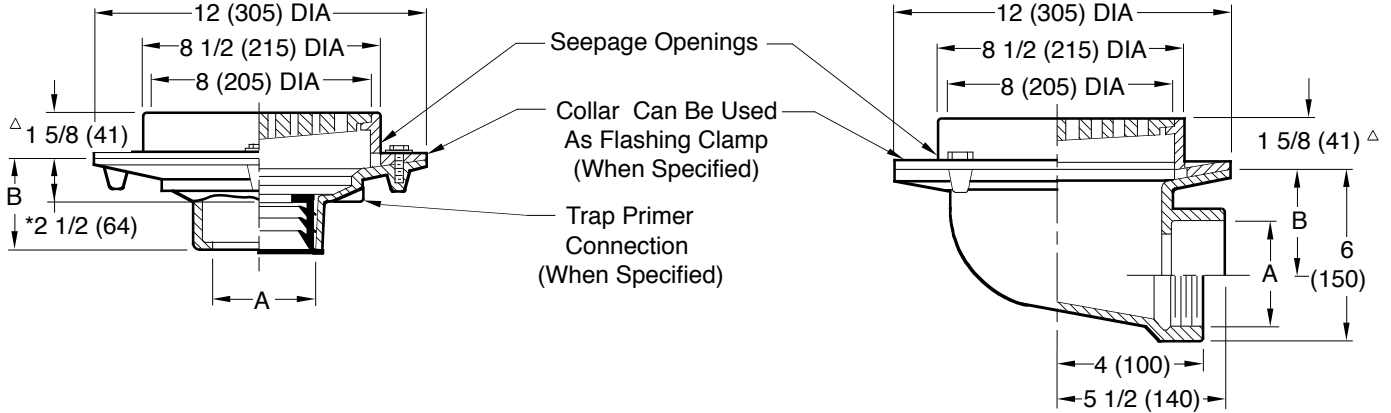 12 (305) DIA
8 1/2 (215) DIA
8 (205) DIA
△ 1 5/8 (41)
B
*2 1/2 (64)
A
Seepage Openings
Collar Can Be Used
As Flashing Clamp
(When Specified)
Trap Primer
Connection
(When Specified)
12 (305) DIA
8 1/2 (215) DIA
8 (205) DIA
1 5/8 (41) △
B
6
(150)
A
4 (100)
5 1/2 (140)